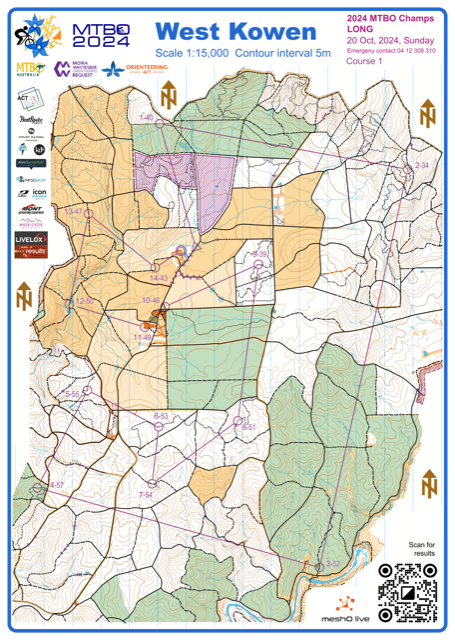 MTBO
2024
West Kowen
Scale 1:15,000 Contour interval 5m
2024 MTBO Champs
LONG
20 Oct, 2024, Sunday
Emergency contact 04 12 308 310
Course 1
MTBO
AUSTRALIA
MOIRA
WHITESIDE
BEQUEST
ORIENTEERING
ACT
ACT
icon
MONT
LIVELOX
results
1-40
2-34
13-47
14-43
9-39
12-50
10-46
11-49
5-55
6-53
8-51
4-57
7-54
3-52
N
Scan for
results
meshO live